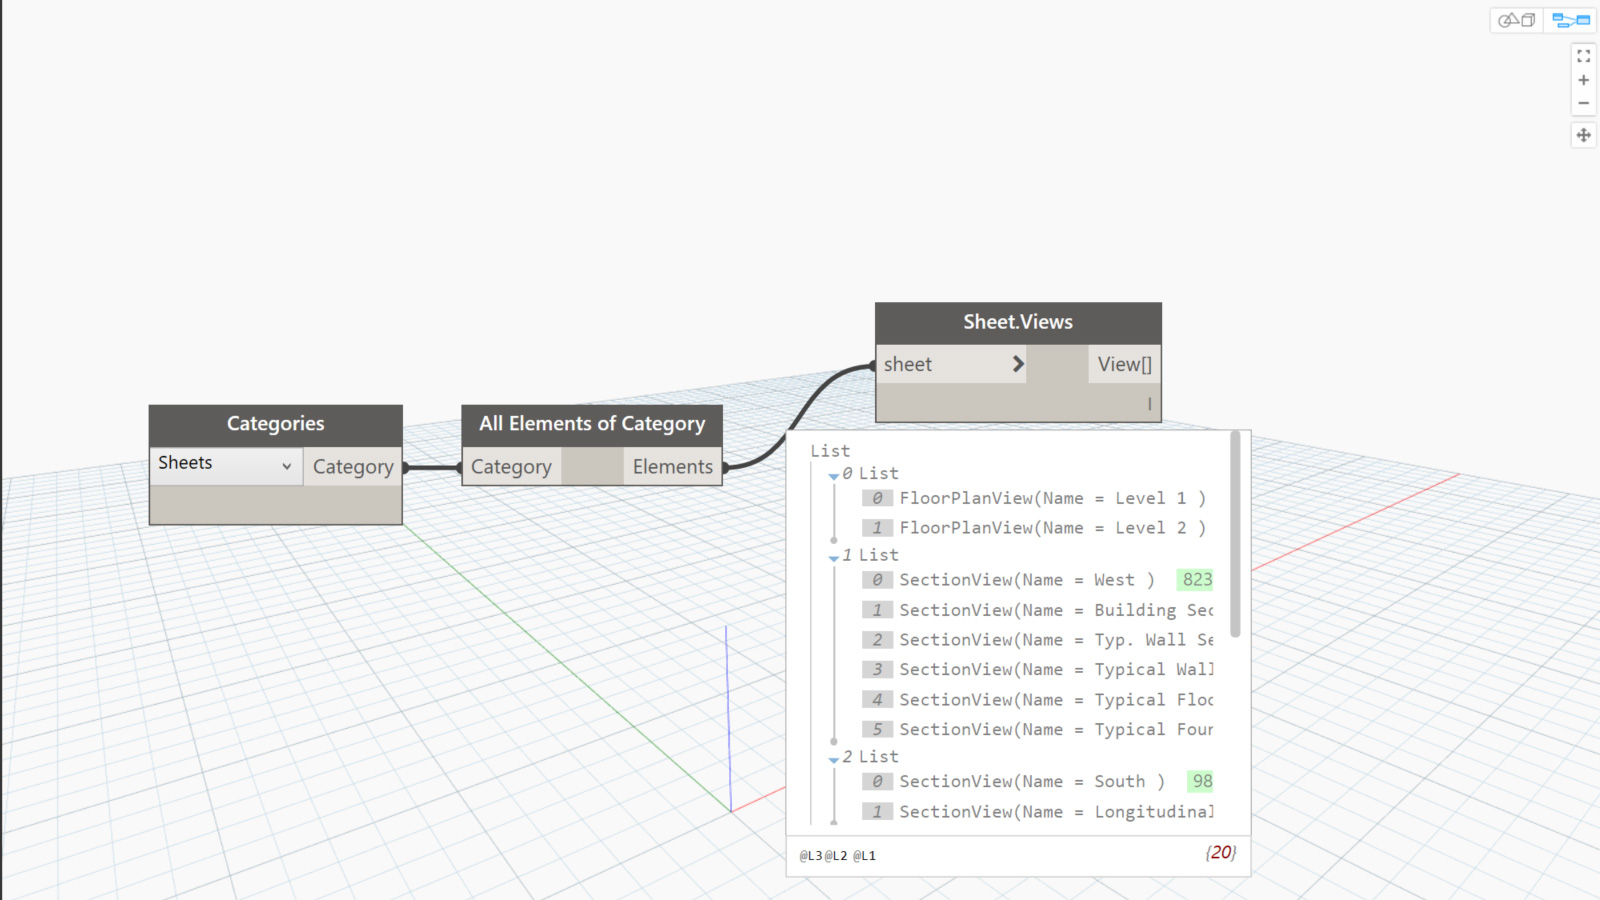 Sheet.Views
sheet View[]
l
Categories
Sheets Category
All Elements of Category
Category Elements
List
0 List
0 FloorPlanView(Name = Level 1 )
1 FloorPlanView(Name = Level 2 )
1 List
0 SectionView(Name = West ) 823
1 SectionView(Name = Building Sec
2 SectionView(Name = Typ. Wall Se
3 SectionView(Name = Typical Wall
4 SectionView(Name = Typical Floo
5 SectionView(Name = Typical Four
2 List
0 SectionView(Name = South ) 98
1 SectionView(Name = Longitudinal
@L3 @L2 @L1 {20}